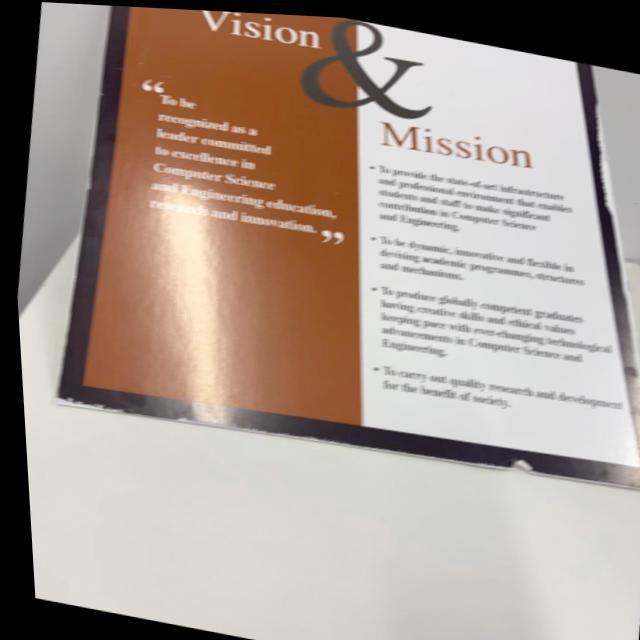 Vision
&
Mission
“
To be
recognized as a
leader committed
to excellence in
Computer Science
and Engineering education,
research and innovation.
”
• To provide the state-of-art infrastructure
and professional environment that enables
students and staff to make significant
contribution in Computer Science
and Engineering.
• To be dynamic, innovative and flexible in
devising academic programmes, structures
and mechanisms.
• To produce globally competent graduates
having creative skills and ethical values
keeping pace with ever-changing technological
advancements in Computer Science and
Engineering.
• To carry out quality research and development
for the benefit of society.